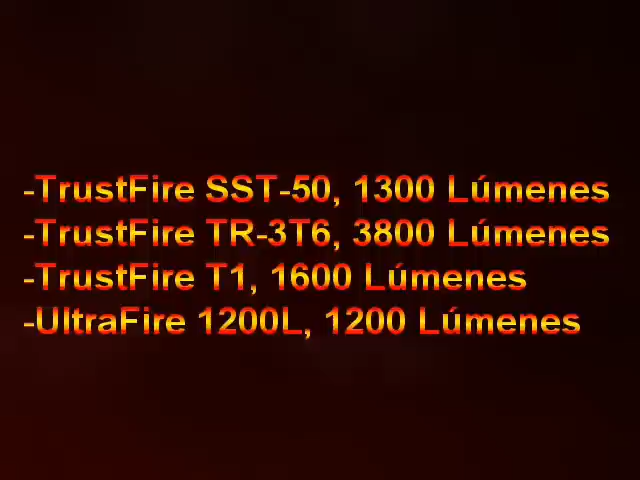 -TrustFire SST-50, 1300 Lúmenes
-TrustFire TR-3T6, 3800 Lúmenes
-TrustFire T1, 1600 Lúmenes
-UltraFire 1200L, 1200 Lúmenes